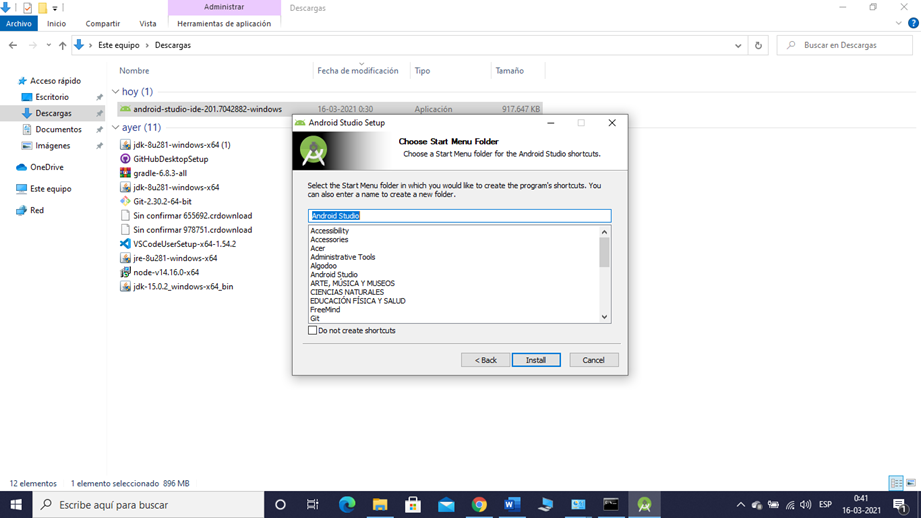 Administrar
Descargas
Archivo
Inicio
Compartir
Vista
Herramientas de aplicación
Este equipo
Descargas
Buscar en Descargas
Nombre
Fecha de modificación
Tipo
Tamaño
Acceso rápido
Escritorio
Descargas
Documentos
Imágenes
OneDrive
Este equipo
Red
hoy (1)
android-studio-ide-201.7042882-windows 16-03-2021 0:30 Aplicación 917.647 KB
ayer (11)
jdk-8u281-windows-x64 (1)
GitHubDesktopSetup
gradle-6.8.3-all
jdk-8u281-windows-x64
Git-2.30.2-64-bit
Sin confirmar 655692.crdownload
Sin confirmar 978751.crdownload
VSCodeUserSetup-x64-1.54.2
jre-8u281-windows-x64
node-v14.16.0-x64
jdk-15.0.2_windows-x64_bin
Android Studio Setup
Choose Start Menu Folder
Choose a Start Menu folder for the Android Studio shortcuts.
Select the Start Menu folder in which you would like to create the program's shortcuts. You
can also enter a name to create a new folder.
Android Studio
Accessibility
Accessories
Acer
Administrative Tools
Algodoo
Android Studio
ARTE, MÚSICA Y MUSEOS
CIENCIAS NATURALES
EDUCACIÓN FÍSICA Y SALUD
FreeMind
Git
Do not create shortcuts
< Back
Install
Cancel
12 elementos
1 elemento seleccionado 896 MB
Escribe aquí para buscar
ESP
0:41
16-03-2021
1